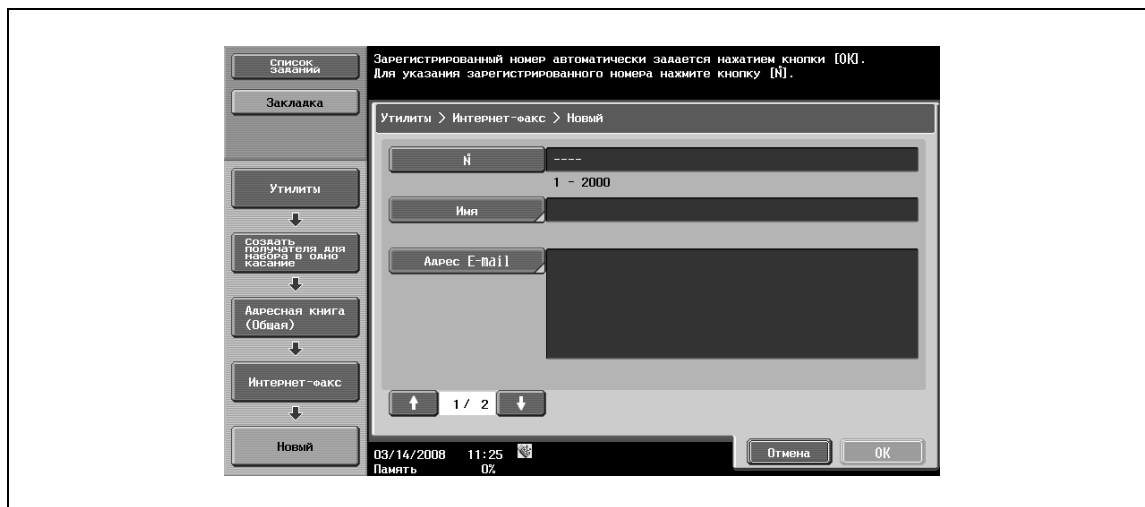 Список
заданий
Закладка
Утилиты
Создать
получателя для
набора в одно
касание
Адресная книга
(Общая)
Интернет-факс
Новый
Зарегистрированный номер автоматически задается нажатием кнопки [OK].
Для указания зарегистрированного номера нажмите кнопку [№].
Утилиты > Интернет-факс > Новый
№
----
1 - 2000
Имя
Адрес E-mail
1/ 2
03/14/2008 11:25
Память 0%
Отмена
OK